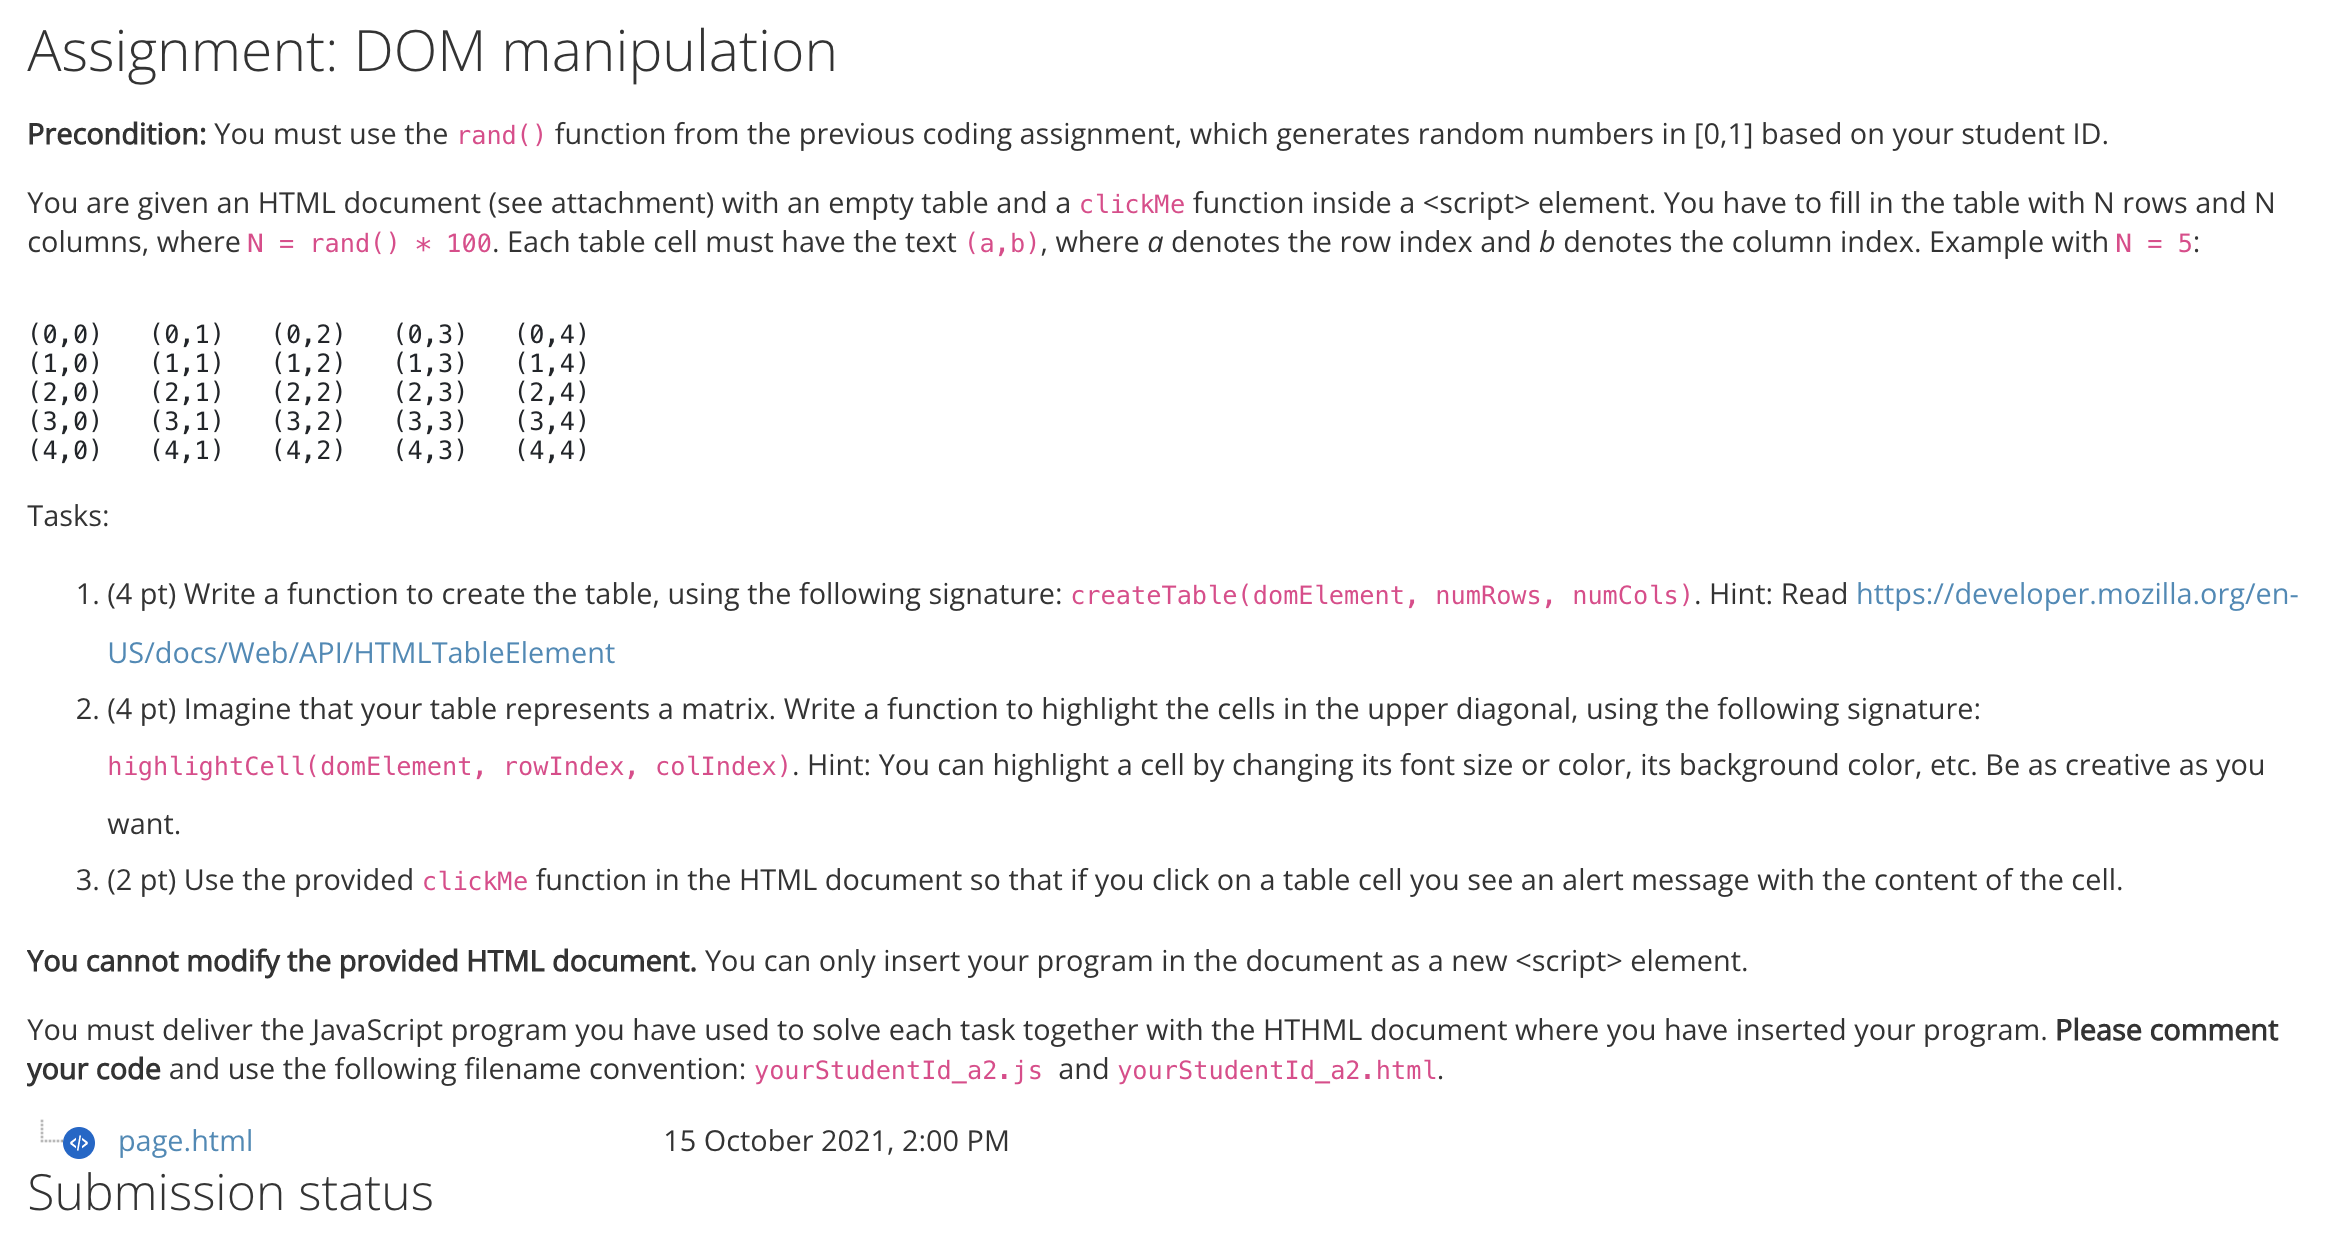 Assignment: DOM manipulation
Precondition: You must use the rand() function from the previous coding assignment, which generates random numbers in [0,1] based on your student ID.
You are given an HTML document (see attachment) with an empty table and a clickMe function inside a <script> element. You have to fill in the table with N rows and N
columns, where N = rand() * 100. Each table cell must have the text (a,b), where a denotes the row index and b denotes the column index. Example with N = 5:
(0,0) (0,1) (0,2) (0,3) (0,4)
(1,0) (1,1) (1,2) (1,3) (1,4)
(2,0) (2,1) (2,2) (2,3) (2,4)
(3,0) (3,1) (3,2) (3,3) (3,4)
(4,0) (4,1) (4,2) (4,3) (4,4)
Tasks:
1. (4 pt) Write a function to create the table, using the following signature: createTable(domElement, numRows, numCols). Hint: Read https://developer.mozilla.org/en-
US/docs/Web/API/HTMLTableElement
2. (4 pt) Imagine that your table represents a matrix. Write a function to highlight the cells in the upper diagonal, using the following signature:
highlightCell(domElement, rowIndex, colIndex). Hint: You can highlight a cell by changing its font size or color, its background color, etc. Be as creative as you
want.
3. (2 pt) Use the provided clickMe function in the HTML document so that if you click on a table cell you see an alert message with the content of the cell.
You cannot modify the provided HTML document. You can only insert your program in the document as a new <script> element.
You must deliver the JavaScript program you have used to solve each task together with the HTHML document where you have inserted your program. Please comment
your code and use the following filename convention: yourStudentId_a2.js and yourStudentId_a2.html.
page.html 15 October 2021, 2:00 PM
Submission status